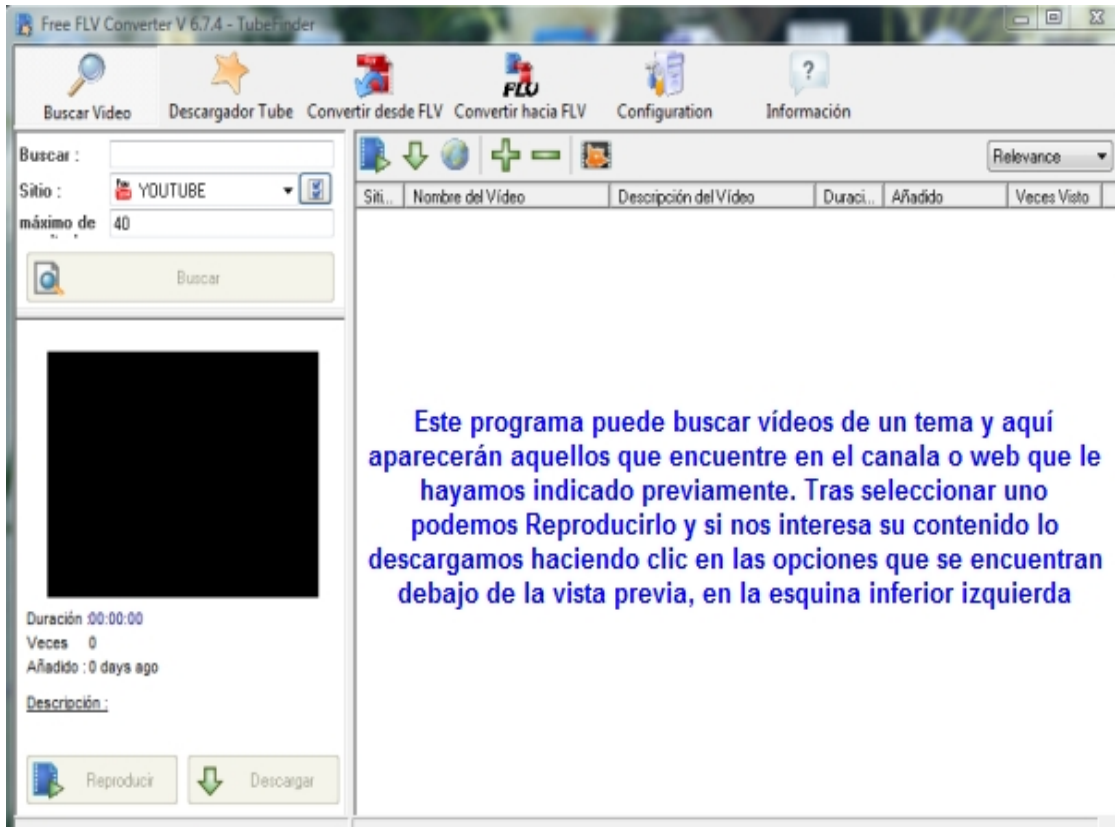 Free FLV Converter V 6.7.4 - TubeFinder
Buscar Video
Descargador Tube
Convertir desde FLV
FLV
Convertir hacia FLV
Configuration
?
Información
Buscar :
Sitio : YOUTUBE
máximo de 40
Buscar
Relevance
Siti... Nombre del Vídeo Descripción del Vídeo Duraci... Añadido Veces Visto
Este programa puede buscar vídeos de un tema y aquí
aparecerán aquellos que encuentre en el canala o web que le
hayamos indicado previamente. Tras seleccionar uno
podemos Reproducirlo y si nos interesa su contenido lo
descargamos haciendo clic en las opciones que se encuentran
debajo de la vista previa, en la esquina inferior izquierda
Duración :00:00:00
Veces 0
Añadido : 0 days ago
Descripción :
Reproducir
Descargar